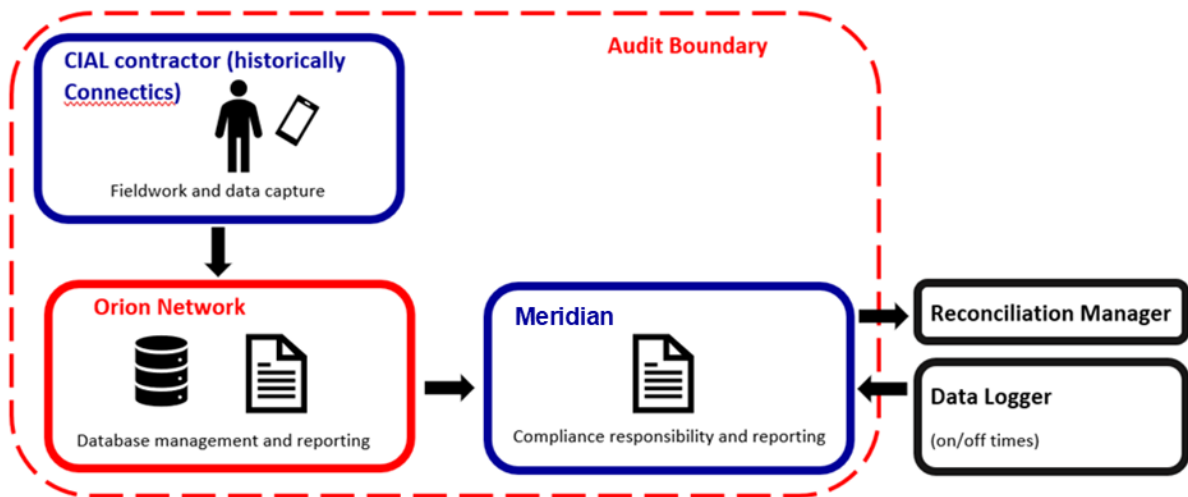 Audit Boundary
CIAL contractor (historically
Connectics)
Fieldwork and data capture
Orion Network
Database management and reporting
Meridian
Compliance responsibility and reporting
Reconciliation Manager
Data Logger
(on/off times)